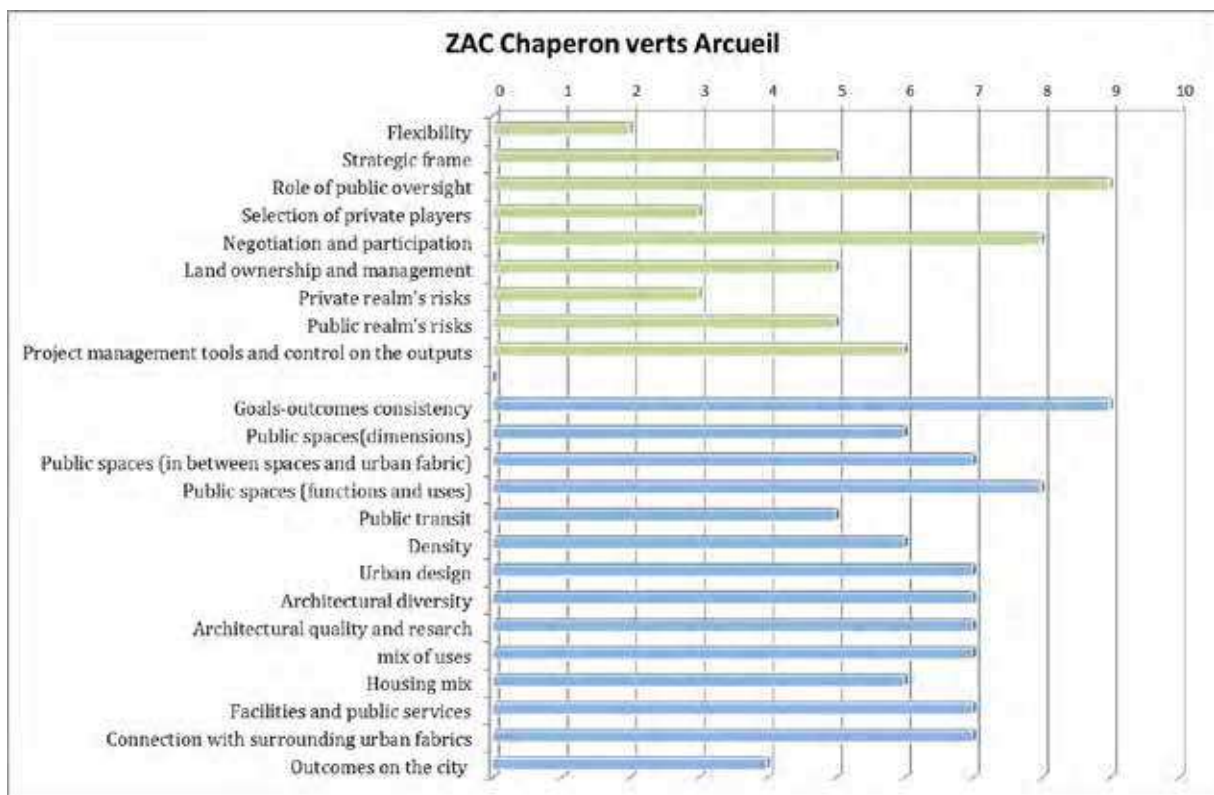 ZAC Chaperon verts Arcueil
0 1 2 3 4 5 6 7 8 9 10
Flexibility
Strategic frame
Role of public oversight
Selection of private players
Negotiation and participation
Land ownership and management
Private realm's risks
Public realm's risks
Project management tools and control on the outputs
Goals-outcomes consistency
Public spaces(dimensions)
Public spaces (in between spaces and urban fabric)
Public spaces (functions and uses)
Public transit
Density
Urban design
Architectural diversity
Architectural quality and resarch
mix of uses
Housing mix
Facilities and public services
Connection with surrounding urban fabrics
Outcomes on the city